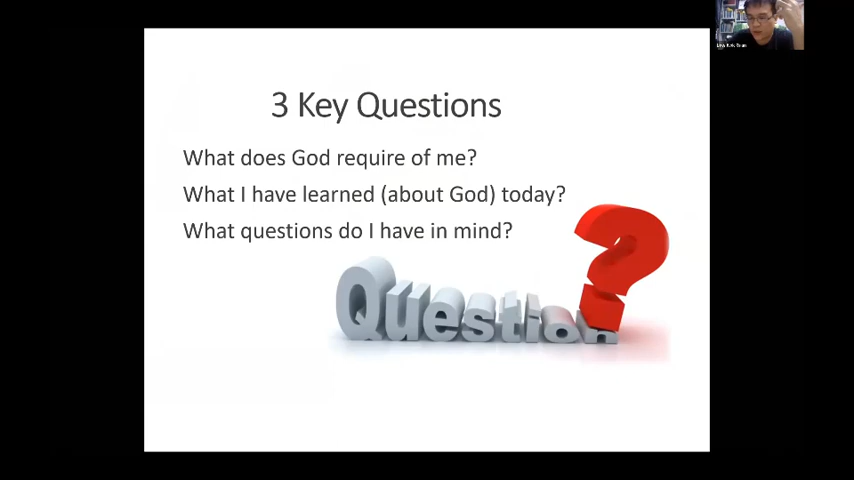 3 Key Questions
What does God require of me?
What I have learned (about God) today?
What questions do I have in mind?
Question
?